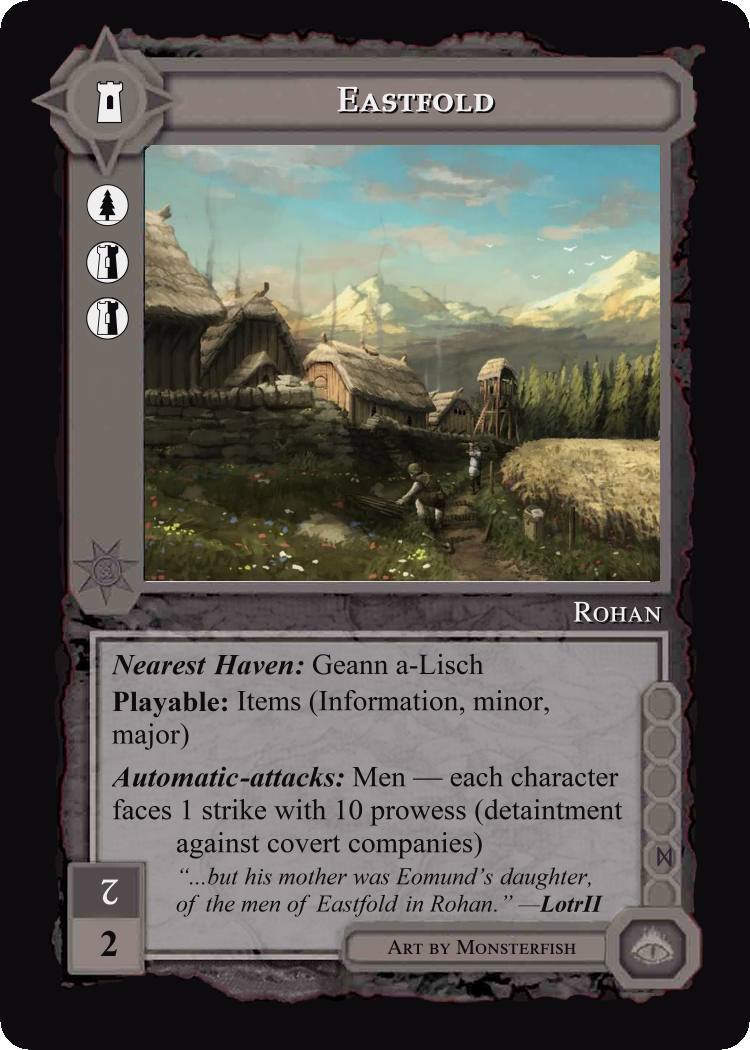 Eastfold
Rohan
Nearest Haven: Geann a-Lisch
Playable: Items (Information, minor,
major)
Automatic-attacks: Men — each character
faces 1 strike with 10 prowess (detaintment
against covert companies)
“...but his mother was Eomund’s daughter,
of the men of Eastfold in Rohan.” —LotrII
2
2
Art by Monsterfish